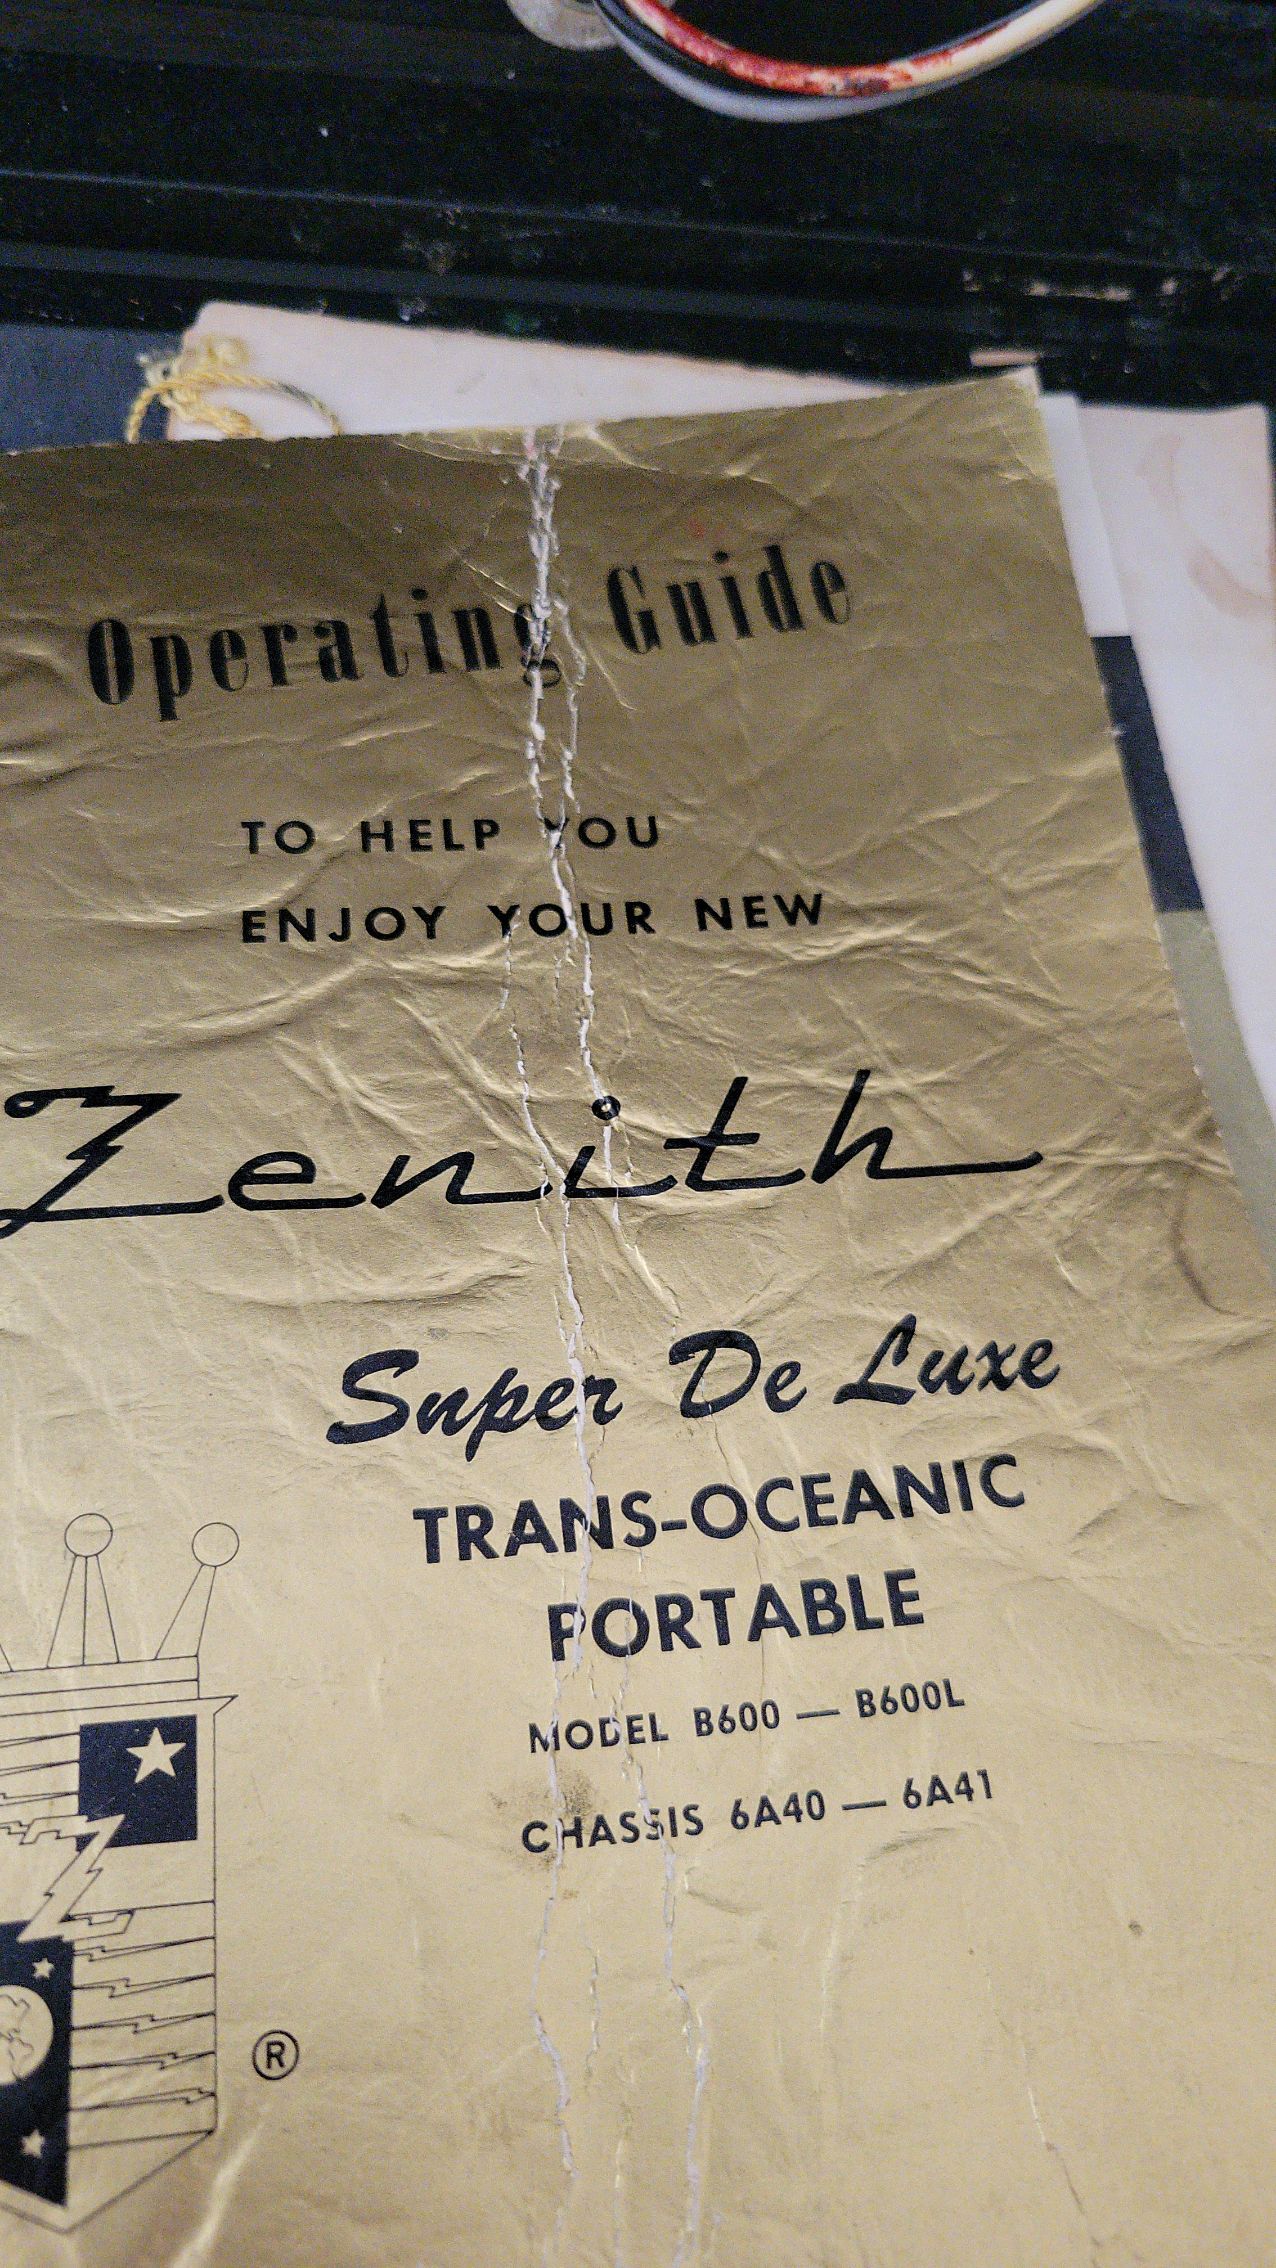 Operating Guide
TO HELP YOU
ENJOY YOUR NEW
Zenith
Super De Luxe
TRANS-OCEANIC
PORTABLE
MODEL B600 — B600L
CHASSIS 6A40 — 6A41
®